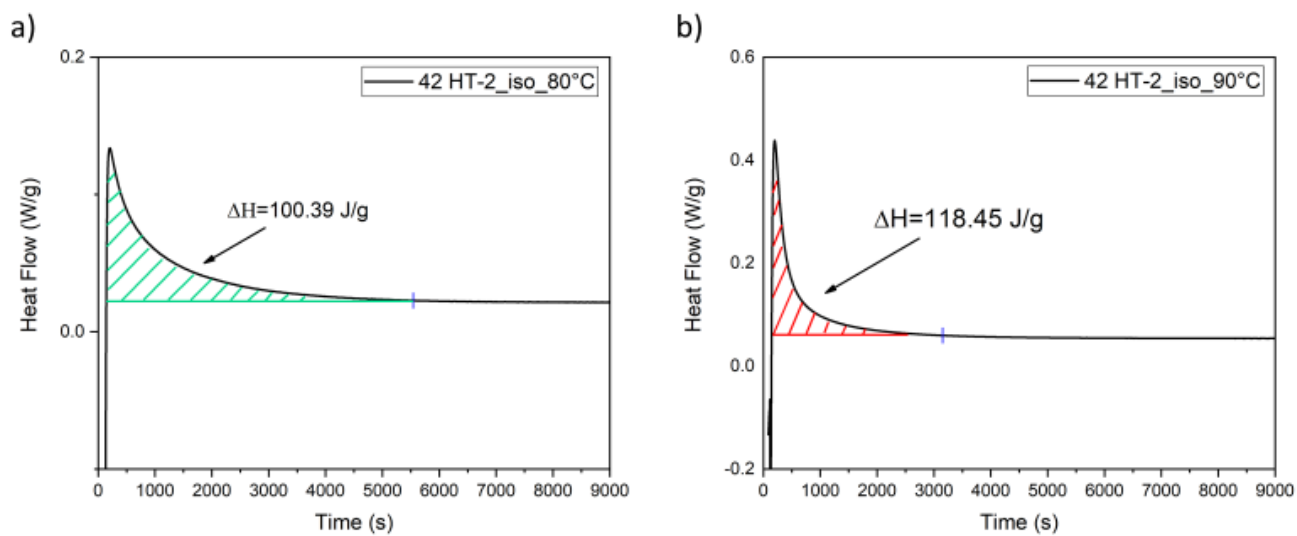 a)
42 HT-2_iso_80°C
0.2
0.0
Heat Flow (W/g)
ΔH=100.39 J/g
0 1000 2000 3000 4000 5000 6000 7000 8000 9000
Time (s)
b)
42 HT-2_iso_90°C
0.6
0.4
0.2
0.0
-0.2
Heat Flow (W/g)
ΔH=118.45 J/g
0 1000 2000 3000 4000 5000 6000 7000 8000 9000
Time (s)